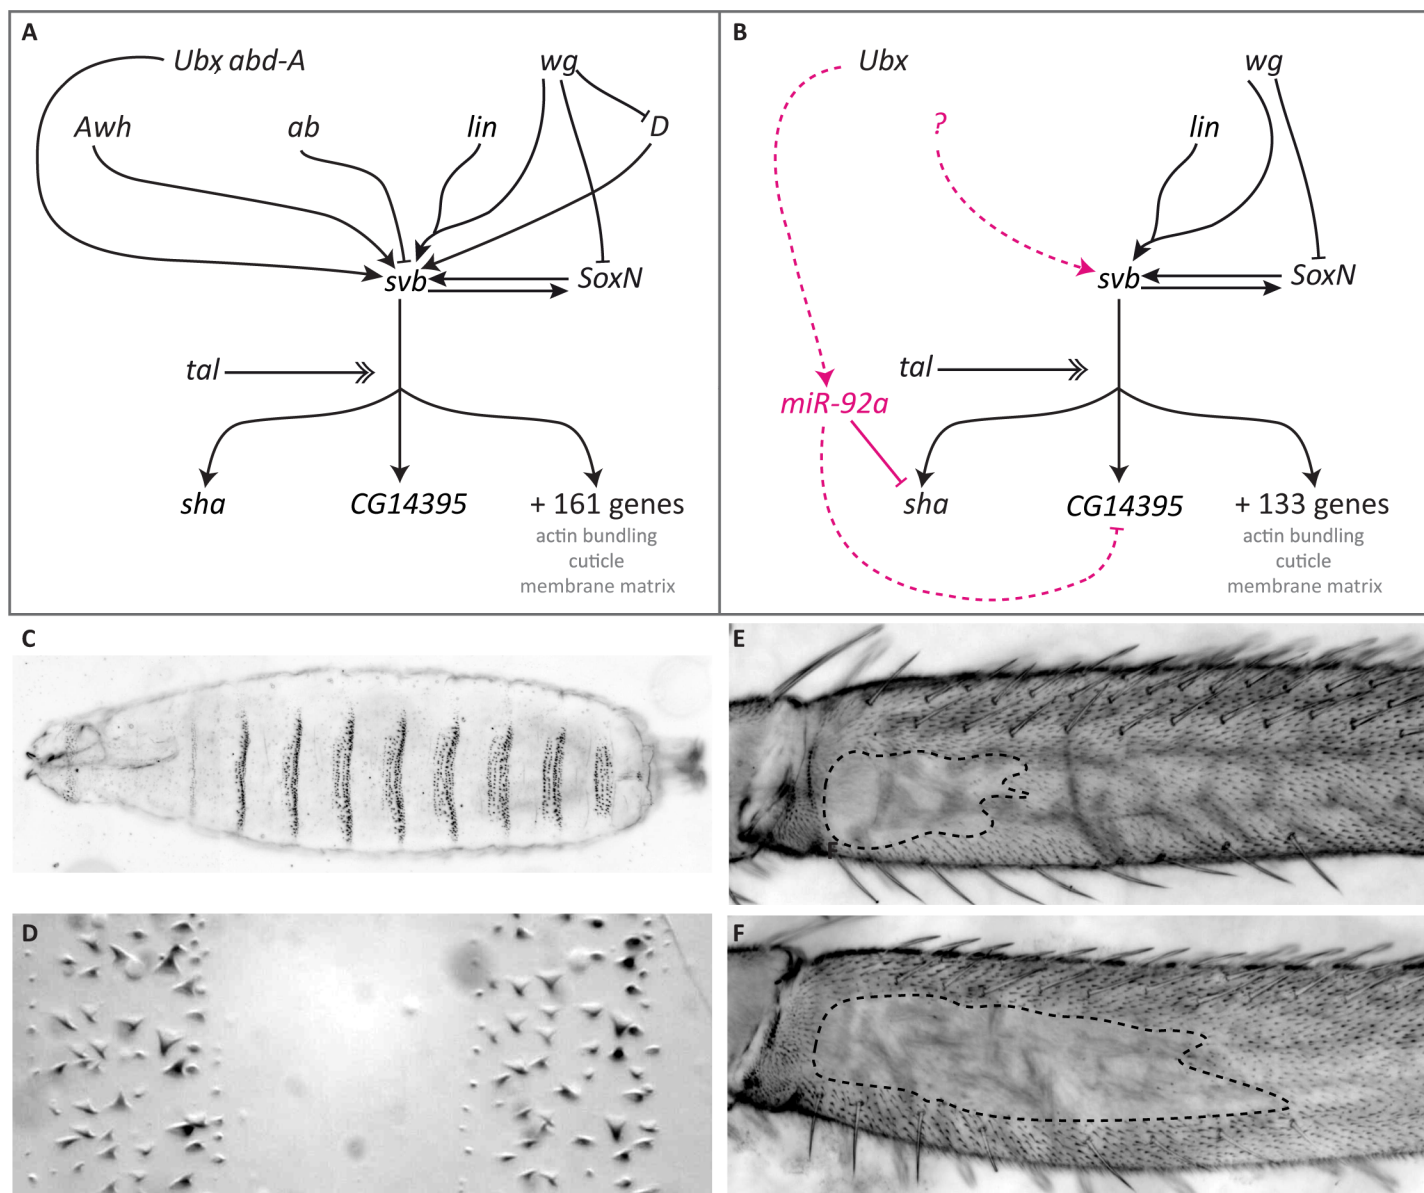 A
Ubx, abd-A
wg
Awh
ab
lin
D
svb
SoxN
tal
sha
CG14395
+ 161 genes
actin bundling
cuticle
membrane matrix
B
Ubx
wg
?
lin
svb
SoxN
tal
miR-92a
sha
CG14395
+ 133 genes
actin bundling
cuticle
membrane matrix
C
D
E
F
F